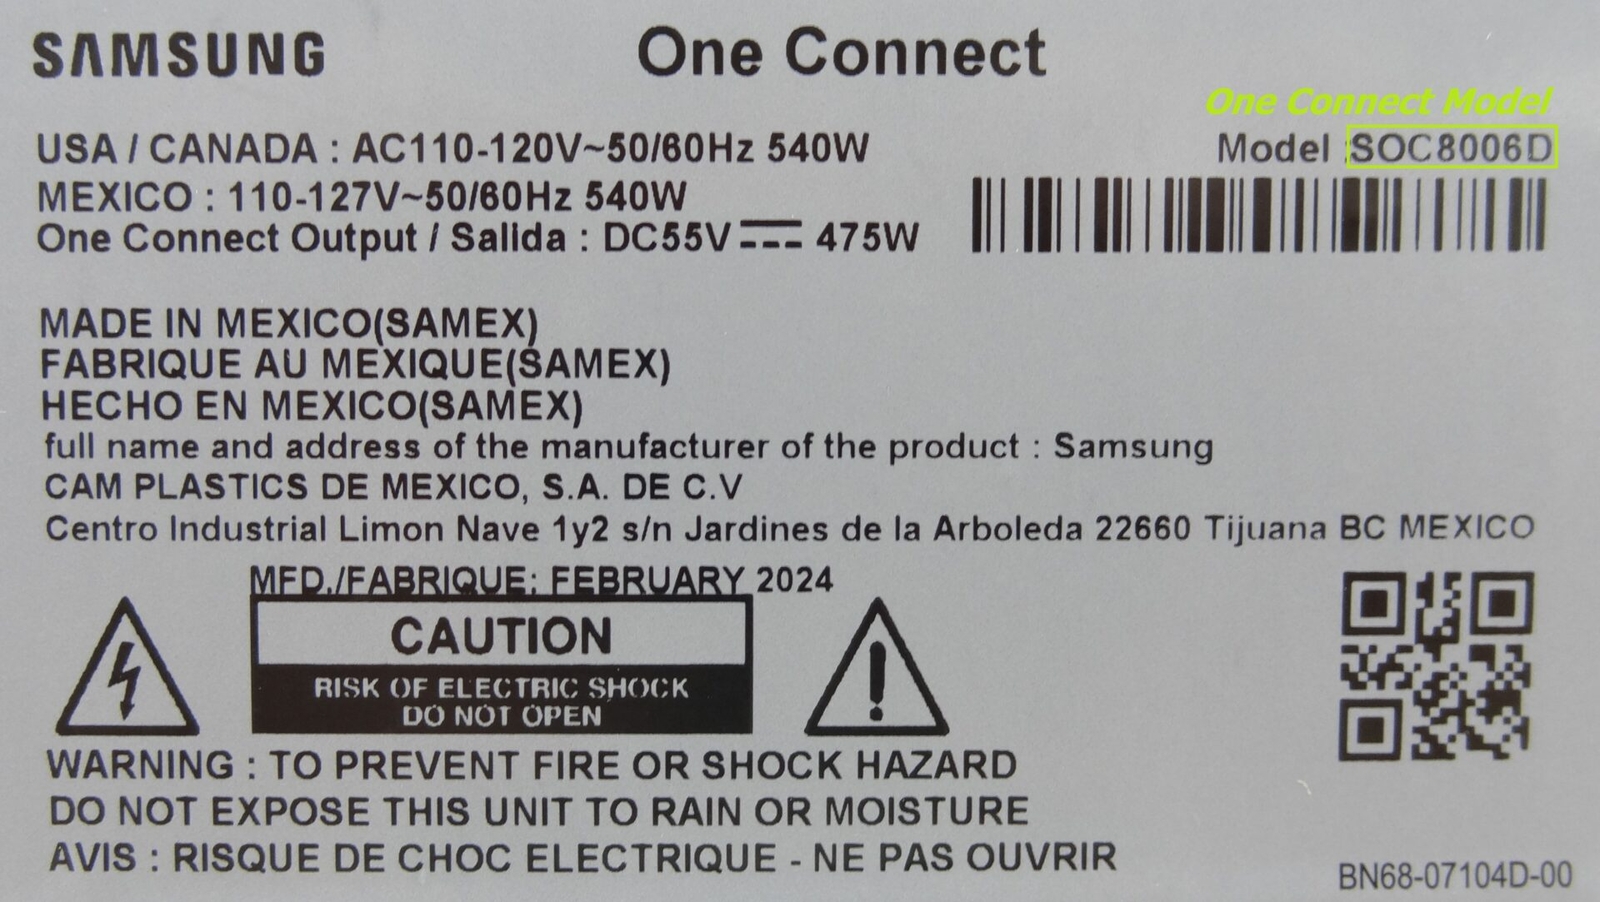 SAMSUNG
One Connect
One Connect Model
USA / CANADA : AC110-120V~50/60Hz 540W
Model :SOC8006D
MEXICO : 110-127V~50/60Hz 540W
One Connect Output / Salida : DC55V⎓ 475W
MADE IN MEXICO(SAMEX)
FABRIQUE AU MEXIQUE(SAMEX)
HECHO EN MEXICO(SAMEX)
full name and address of the manufacturer of the product : Samsung
CAM PLASTICS DE MEXICO, S.A. DE C.V
Centro Industrial Limon Nave 1y2 s/n Jardines de la Arboleda 22660 Tijuana BC MEXICO
MFD./FABRIQUE: FEBRUARY 2024
CAUTION
RISK OF ELECTRIC SHOCK
DO NOT OPEN
WARNING : TO PREVENT FIRE OR SHOCK HAZARD
DO NOT EXPOSE THIS UNIT TO RAIN OR MOISTURE
AVIS : RISQUE DE CHOC ELECTRIQUE - NE PAS OUVRIR
BN68-07104D-00